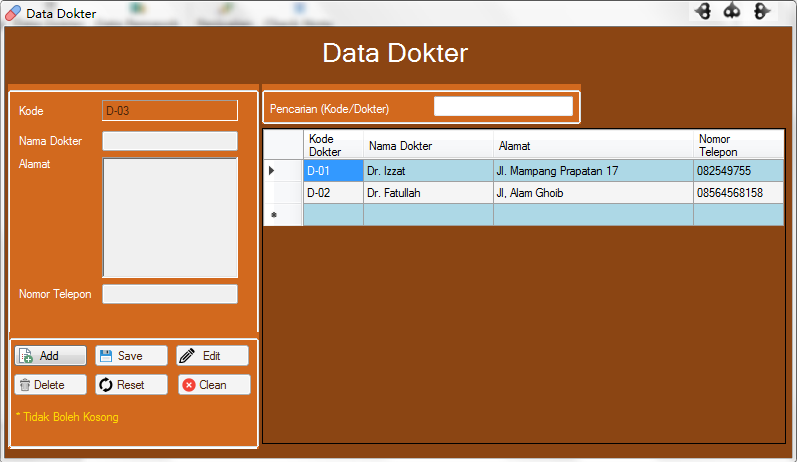 Data Dokter
Data Dokter
Kode
D-03
Nama Dokter
Alamat
Nomor Telepon
Add
Save
Edit
Delete
Reset
Clean
* Tidak Boleh Kosong
Pencarian (Kode/Dokter)
Kode Dokter Nama Dokter Alamat Nomor Telepon
D-01 Dr. Izzat Jl. Mampang Prapatan 17 082549755
D-02 Dr. Fatullah Jl, Alam Ghoib 08564568158
*